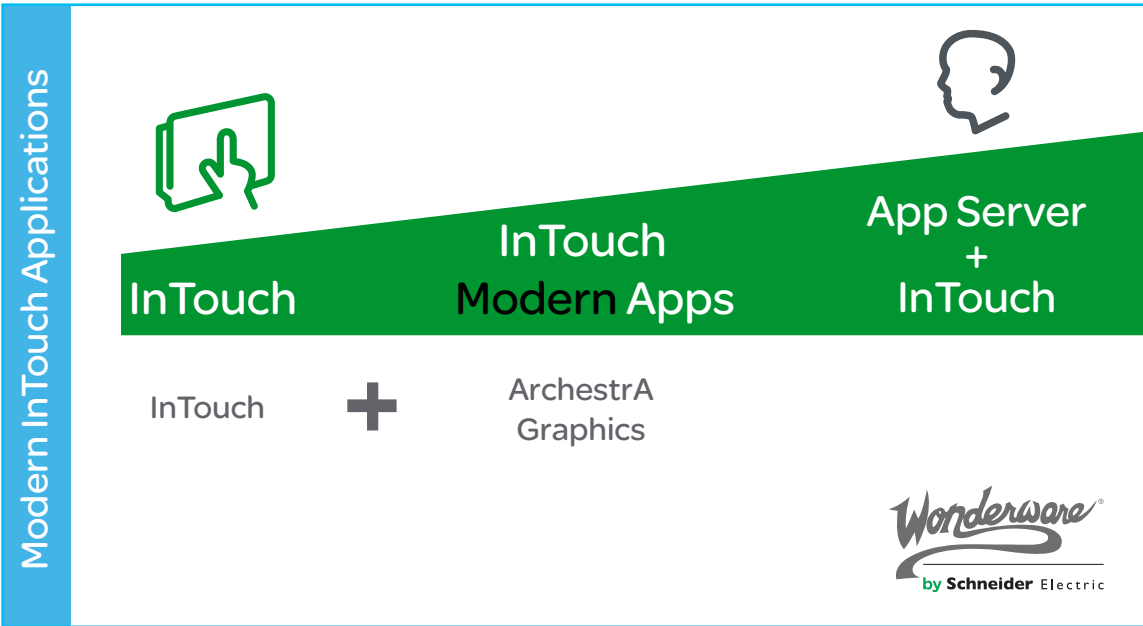 Modern InTouch Applications
InTouch
InTouch
Modern Apps
App Server
+
InTouch
InTouch
+
ArchestrA
Graphics
Wonderware®
by Schneider Electric